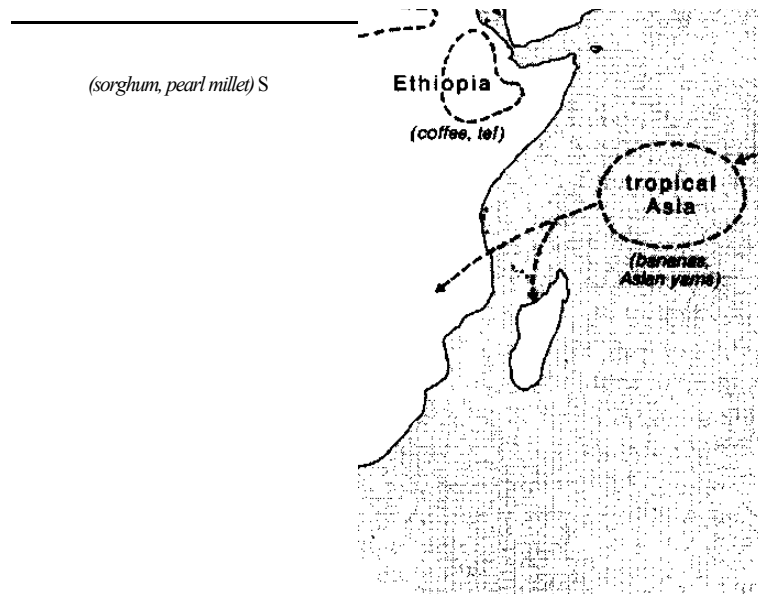 (sorghum, pearl millet) S
Ethiopia
(coffee, tef)
tropical
Asia
(bananas,
Asian yams)